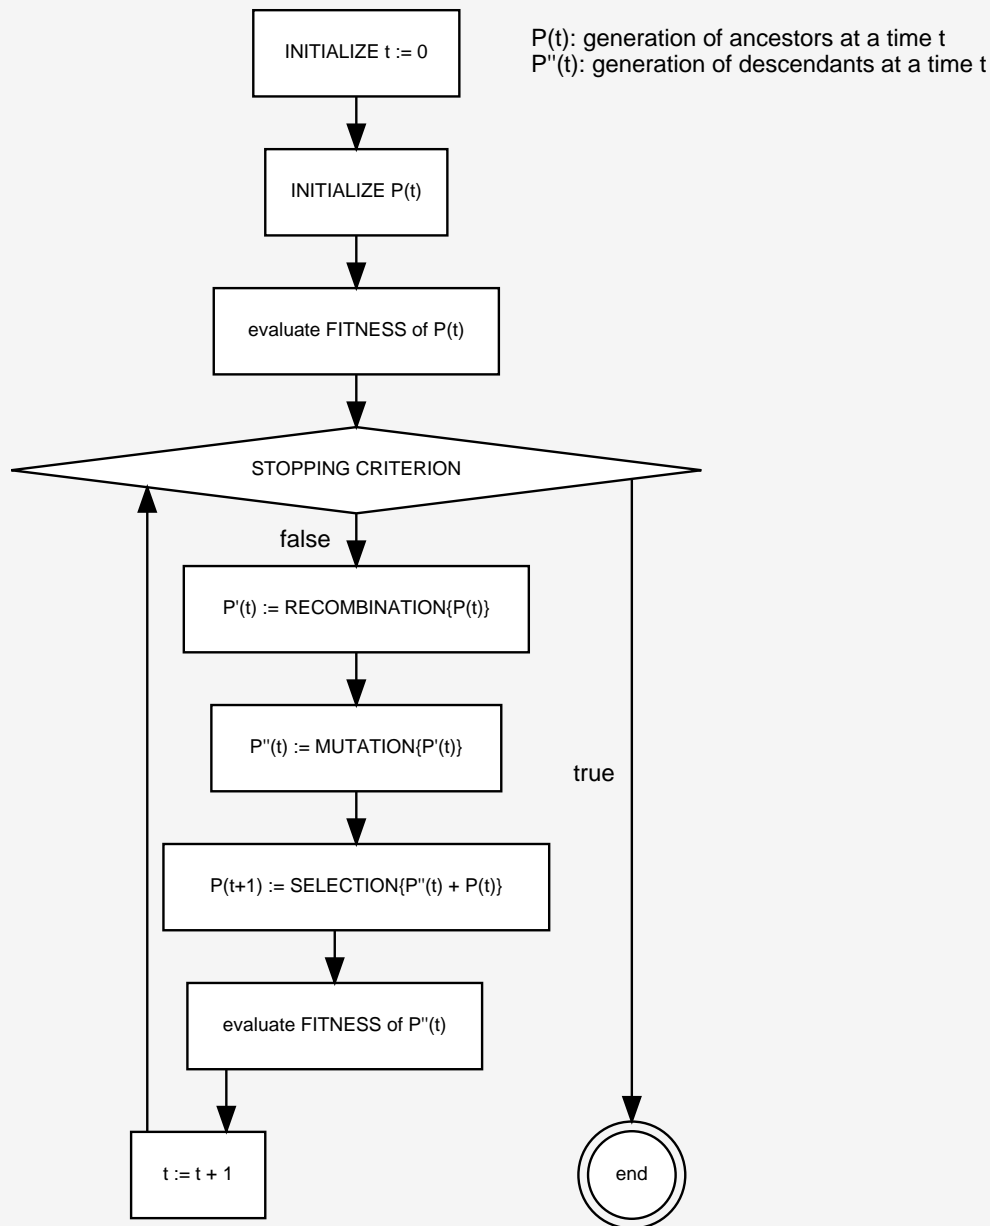 INITIALIZE t := 0
P(t): generation of ancestors at a time t
P''(t): generation of descendants at a time t
INITIALIZE P(t)
evaluate FITNESS of P(t)
STOPPING CRITERION
false
P'(t) := RECOMBINATION{P(t)}
P''(t) := MUTATION{P'(t)}
true
P(t+1) := SELECTION{P''(t) + P(t)}
evaluate FITNESS of P''(t)
t := t + 1
end